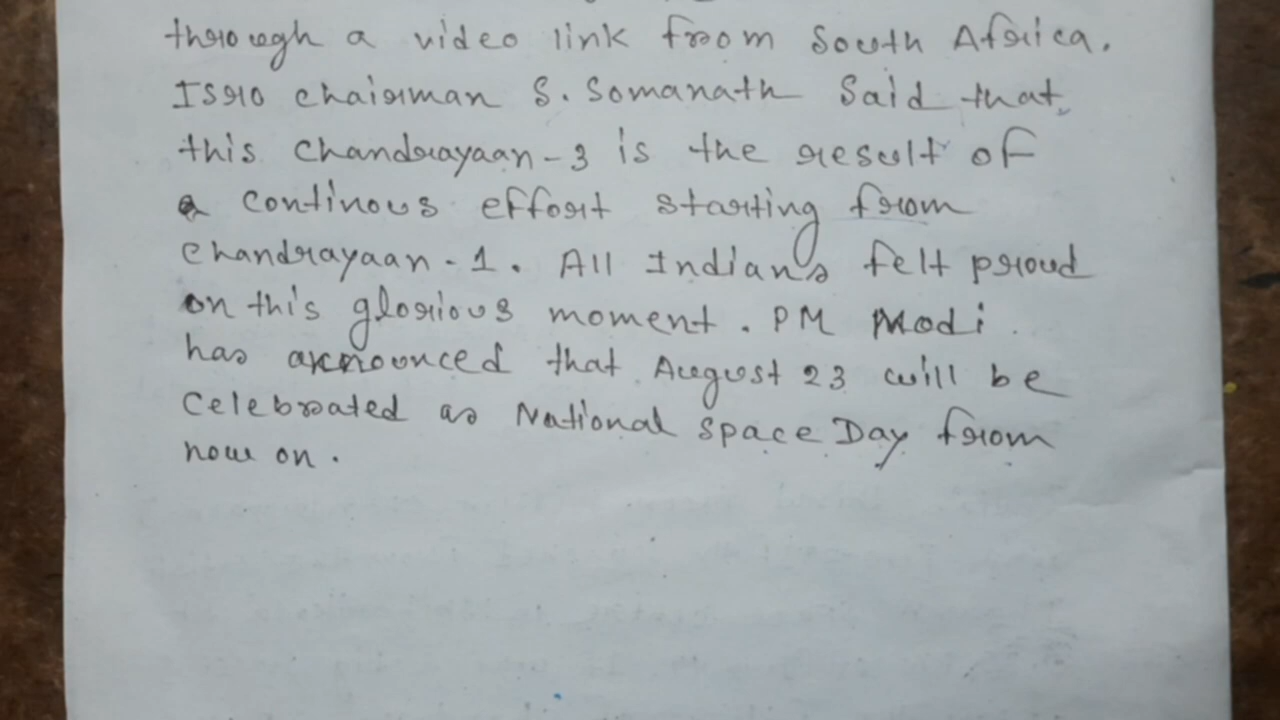 through a video link from South Africa.
Isro chairman S. Somanath Said that
this Chandrayaan-3 is the result of
a continous effort starting from
Chandrayaan-1. All Indians felt proud
on this glorious moment. PM Modi
has announced that August 23 will be
celebrated as National Space Day from
now on.